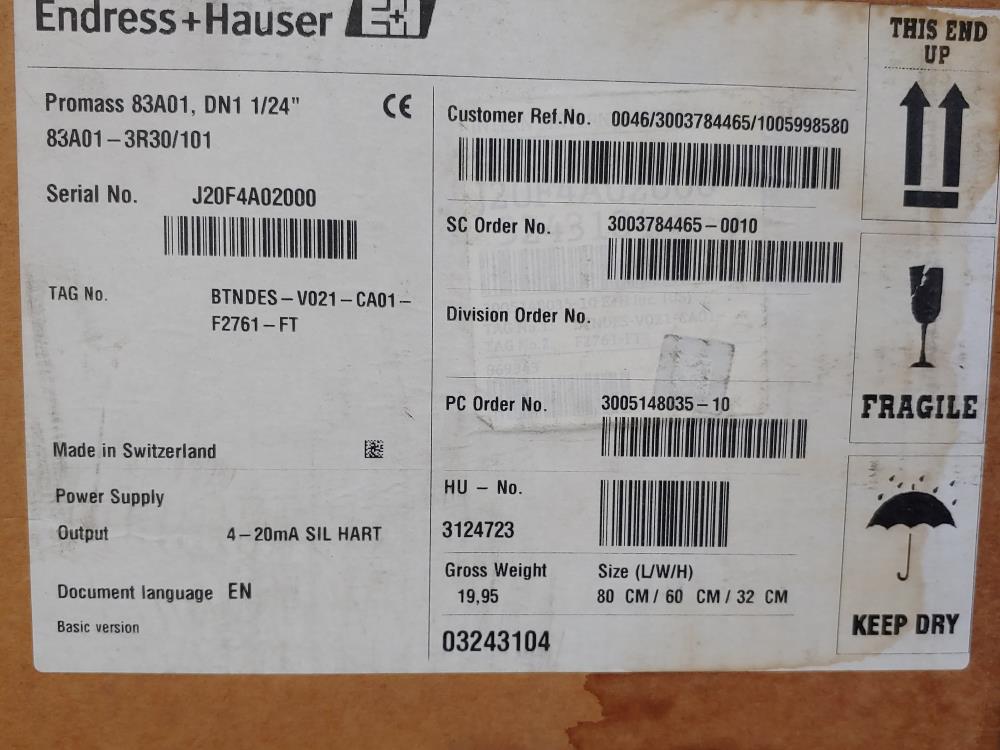 Endress+Hauser E+H
Promass 83A01, DN1 1/24"
83A01-3R30/101
Serial No. J20F4A02000
TAG No. BTNDES-V021-CA01-
F2761-FT
Made in Switzerland
Power Supply
Output 4-20mA SIL HART
Document language EN
Basic version
Customer Ref.No. 0046/3003784465/1005998580
SC Order No. 3003784465-0010
Division Order No.
PC Order No. 3005148035-10
HU - No.
3124723
Gross Weight Size (L/W/H)
19,95 80 CM / 60 CM / 32 CM
03243104
THIS END
UP
FRAGILE
KEEP DRY